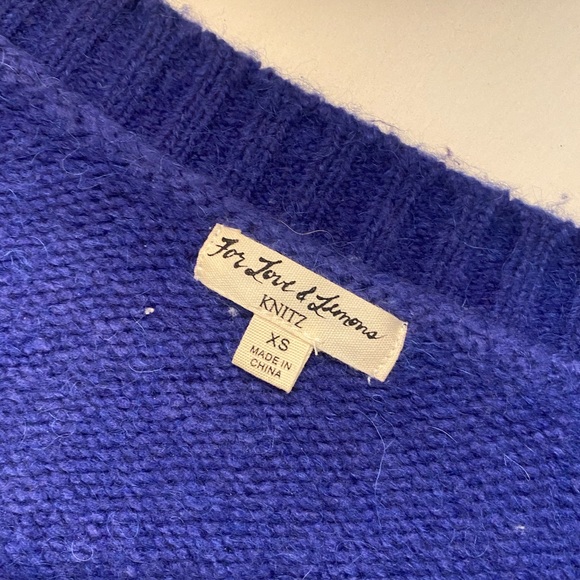 For Love & Lemons
KNITZ
XS
MADE IN
CHINA